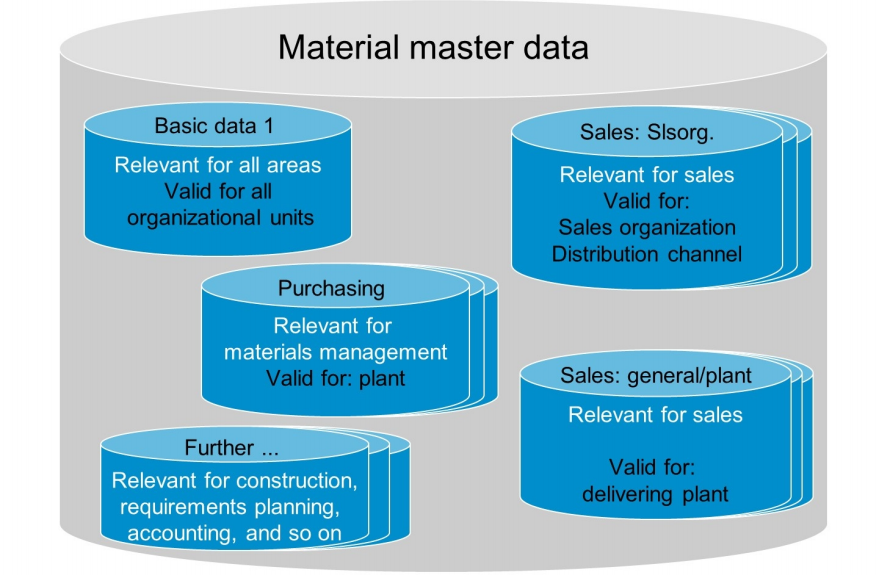 Material master data
Basic data 1
Relevant for all areas
Valid for all
organizational units
Sales: Slsorg.
Relevant for sales
Valid for:
Sales organization
Distribution channel
Purchasing
Relevant for
materials management
Valid for: plant
Sales: general/plant
Relevant for sales
Valid for:
delivering plant
Further ...
Relevant for construction,
requirements planning,
accounting, and so on